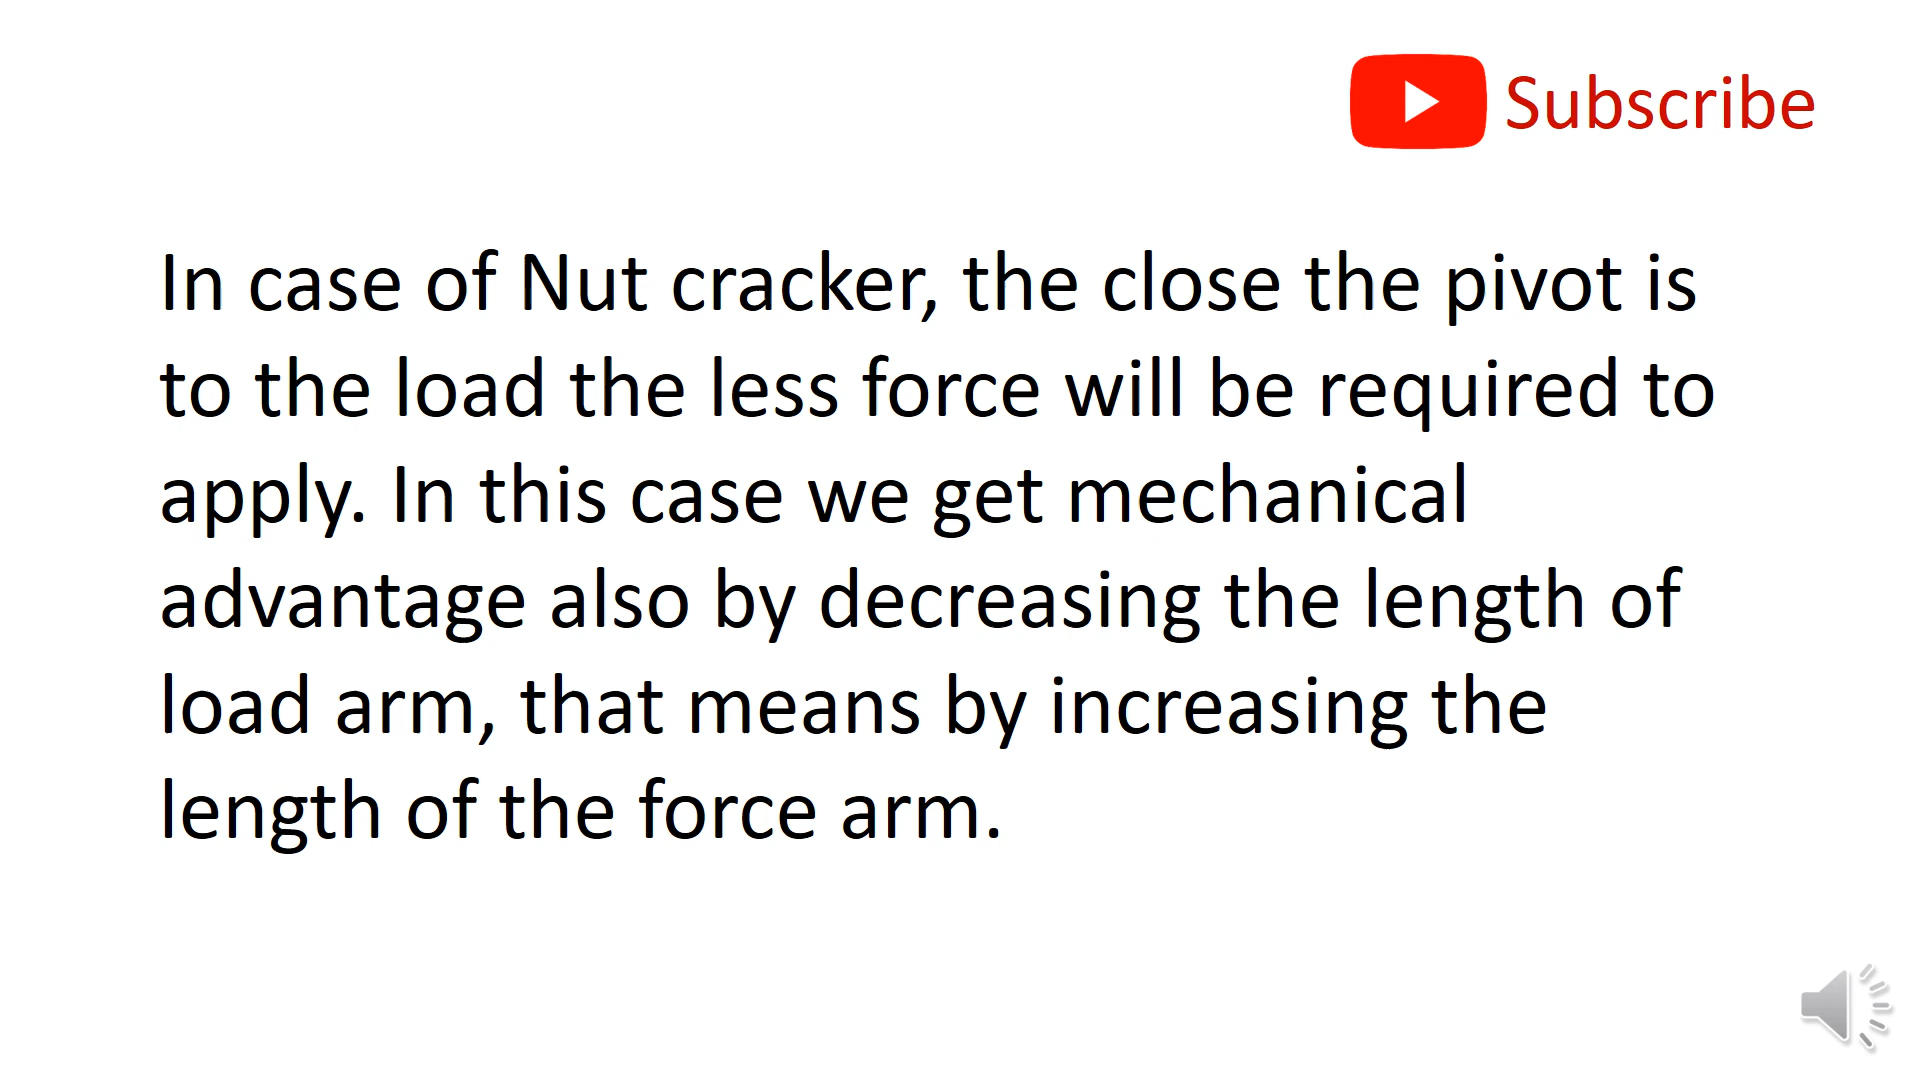 Subscribe
In case of Nut cracker, the close the pivot is
to the load the less force will be required to
apply. In this case we get mechanical
advantage also by decreasing the length of
load arm, that means by increasing the
length of the force arm.